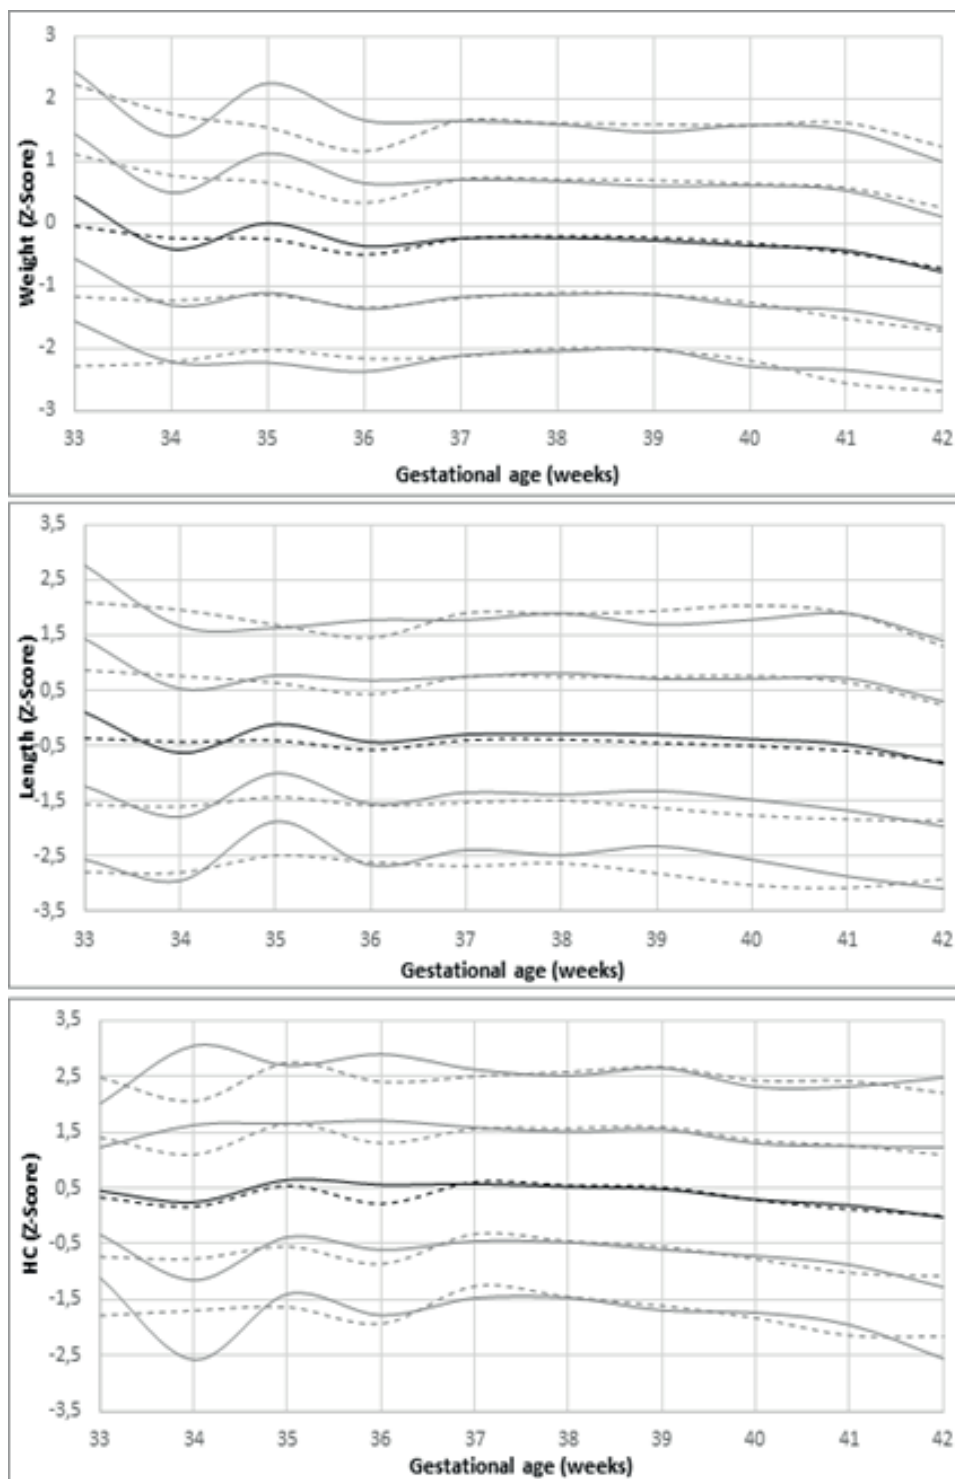 Weight (Z-Score)
3
2
1
0
-1
-2
-3
33 34 35 36 37 38 39 40 41 42
Gestational age (weeks)
Length (Z-Score)
3,5
2,5
1,5
0,5
-0,5
-1,5
-2,5
-3,5
33 34 35 36 37 38 39 40 41 42
Gestational age (weeks)
HC (Z-Score)
3,5
2,5
1,5
0,5
-0,5
-1,5
-2,5
-3,5
33 34 35 36 37 38 39 40 41 42
Gestational age (weeks)